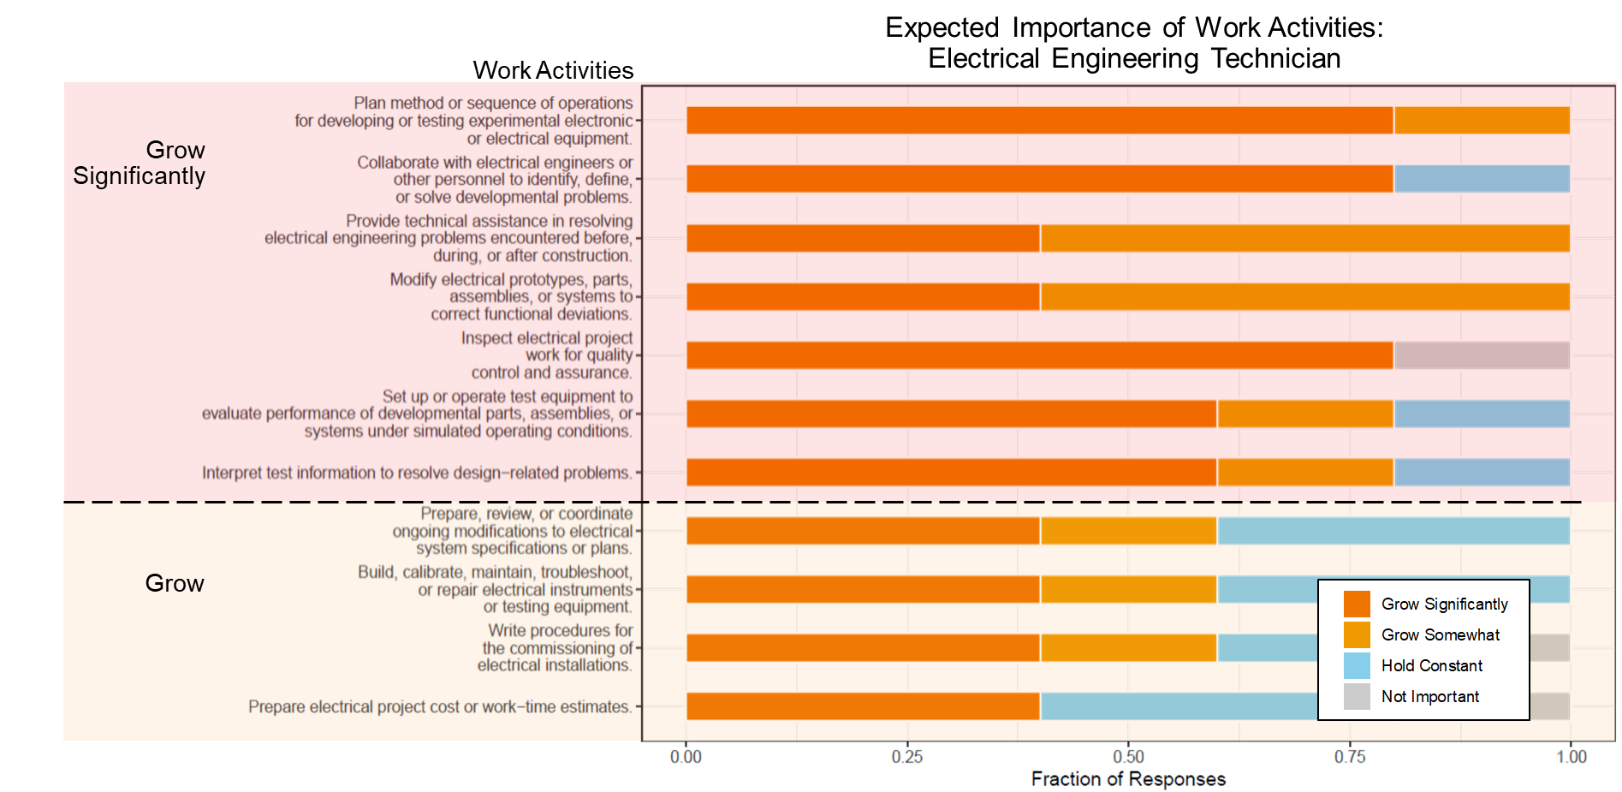 Expected Importance of Work Activities:
Electrical Engineering Technician
Work Activities
Grow
Significantly
Plan method or sequence of operations
for developing or testing experimental electronic
or electrical equipment.
Collaborate with electrical engineers or
other personnel to identify, define,
or solve developmental problems.
Provide technical assistance in resolving
electrical engineering problems encountered before,
during, or after construction.
Modify electrical prototypes, parts,
assemblies, or systems to
correct functional deviations.
Inspect electrical project
work for quality
control and assurance.
Set up or operate test equipment to
evaluate performance of developmental parts, assemblies, or
systems under simulated operating conditions.
Interpret test information to resolve design−related problems.
Grow
Prepare, review, or coordinate
ongoing modifications to electrical
system specifications or plans.
Build, calibrate, maintain, troubleshoot,
or repair electrical instruments
or testing equipment.
Write procedures for
the commissioning of
electrical installations.
Prepare electrical project cost or work−time estimates.
Grow Significantly
Grow Somewhat
Hold Constant
Not Important
0.00 0.25 0.50 0.75 1.00
Fraction of Responses